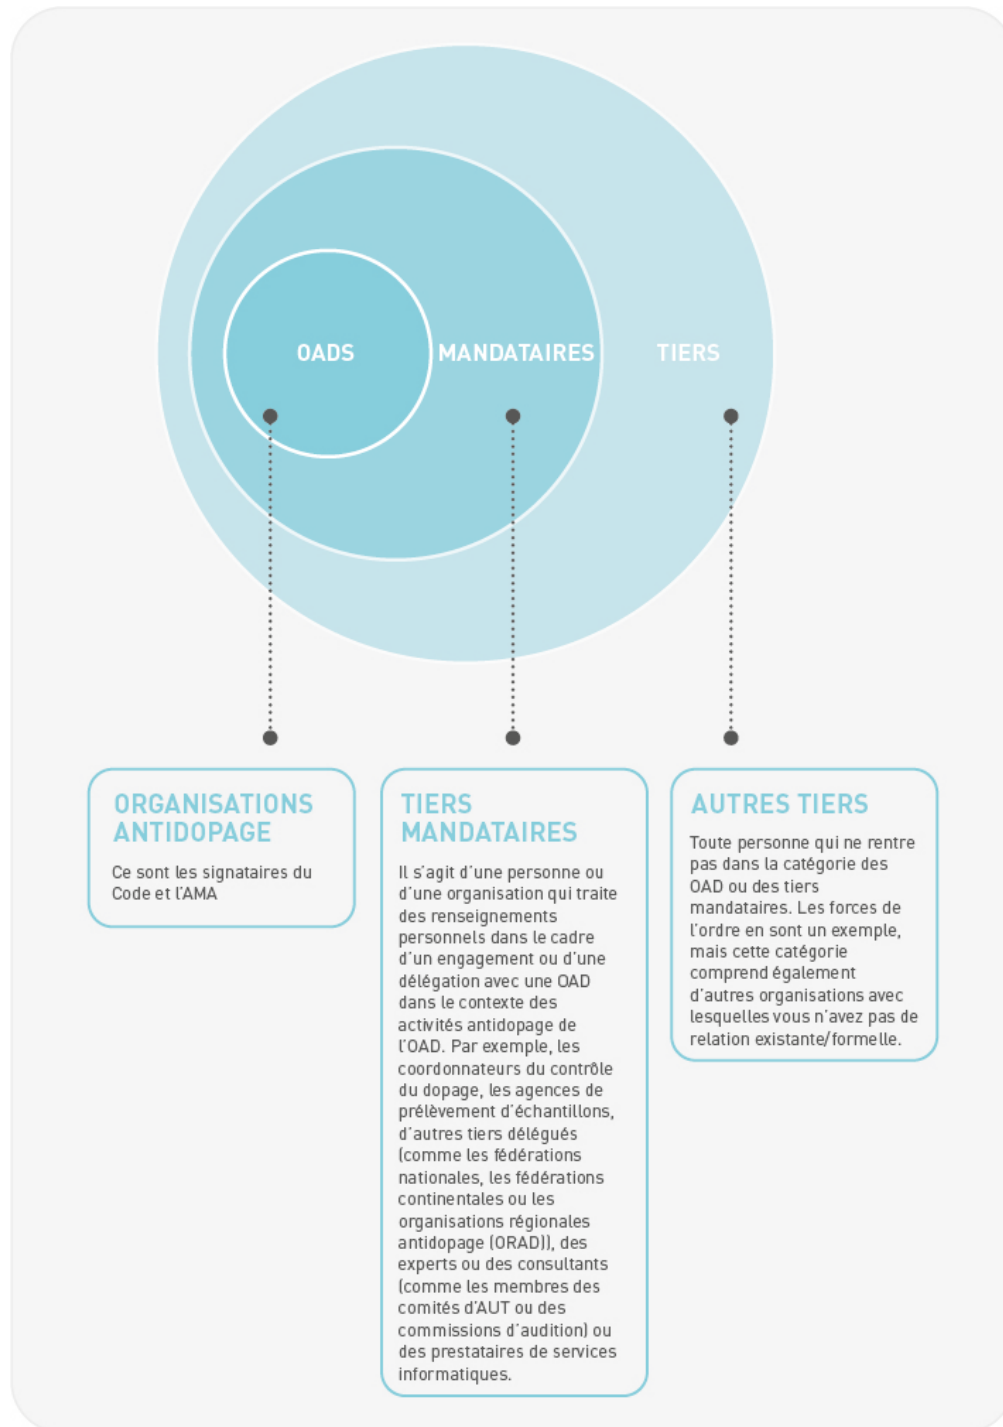 OADS
MANDATAIRES
TIERS
ORGANISATIONS
ANTIDOPAGE
Ce sont les signataires du
Code et l'AMA
TIERS
MANDATAIRES
Il s'agit d'une personne ou
d'une organisation qui traite
des renseignements
personnels dans le cadre
d'un engagement ou d'une
délégation avec une OAD
dans le contexte des
activités antidopage de
l'OAD. Par exemple, les
coordonnateurs du contrôle
du dopage, les agences de
prélèvement d'échantillons,
d'autres tiers délégués
(comme les fédérations
nationales, les fédérations
continentales ou les
organisations régionales
antidopage (ORAD)), des
experts ou des consultants
(comme les membres des
comités d'AUT ou des
commissions d'audition) ou
des prestataires de services
informatiques.
AUTRES TIERS
Toute personne qui ne rentre
pas dans la catégorie des
OAD ou des tiers
mandataires. Les forces de
l'ordre en sont un exemple,
mais cette catégorie
comprend également
d'autres organisations avec
lesquelles vous n'avez pas de
relation existante/formelle.